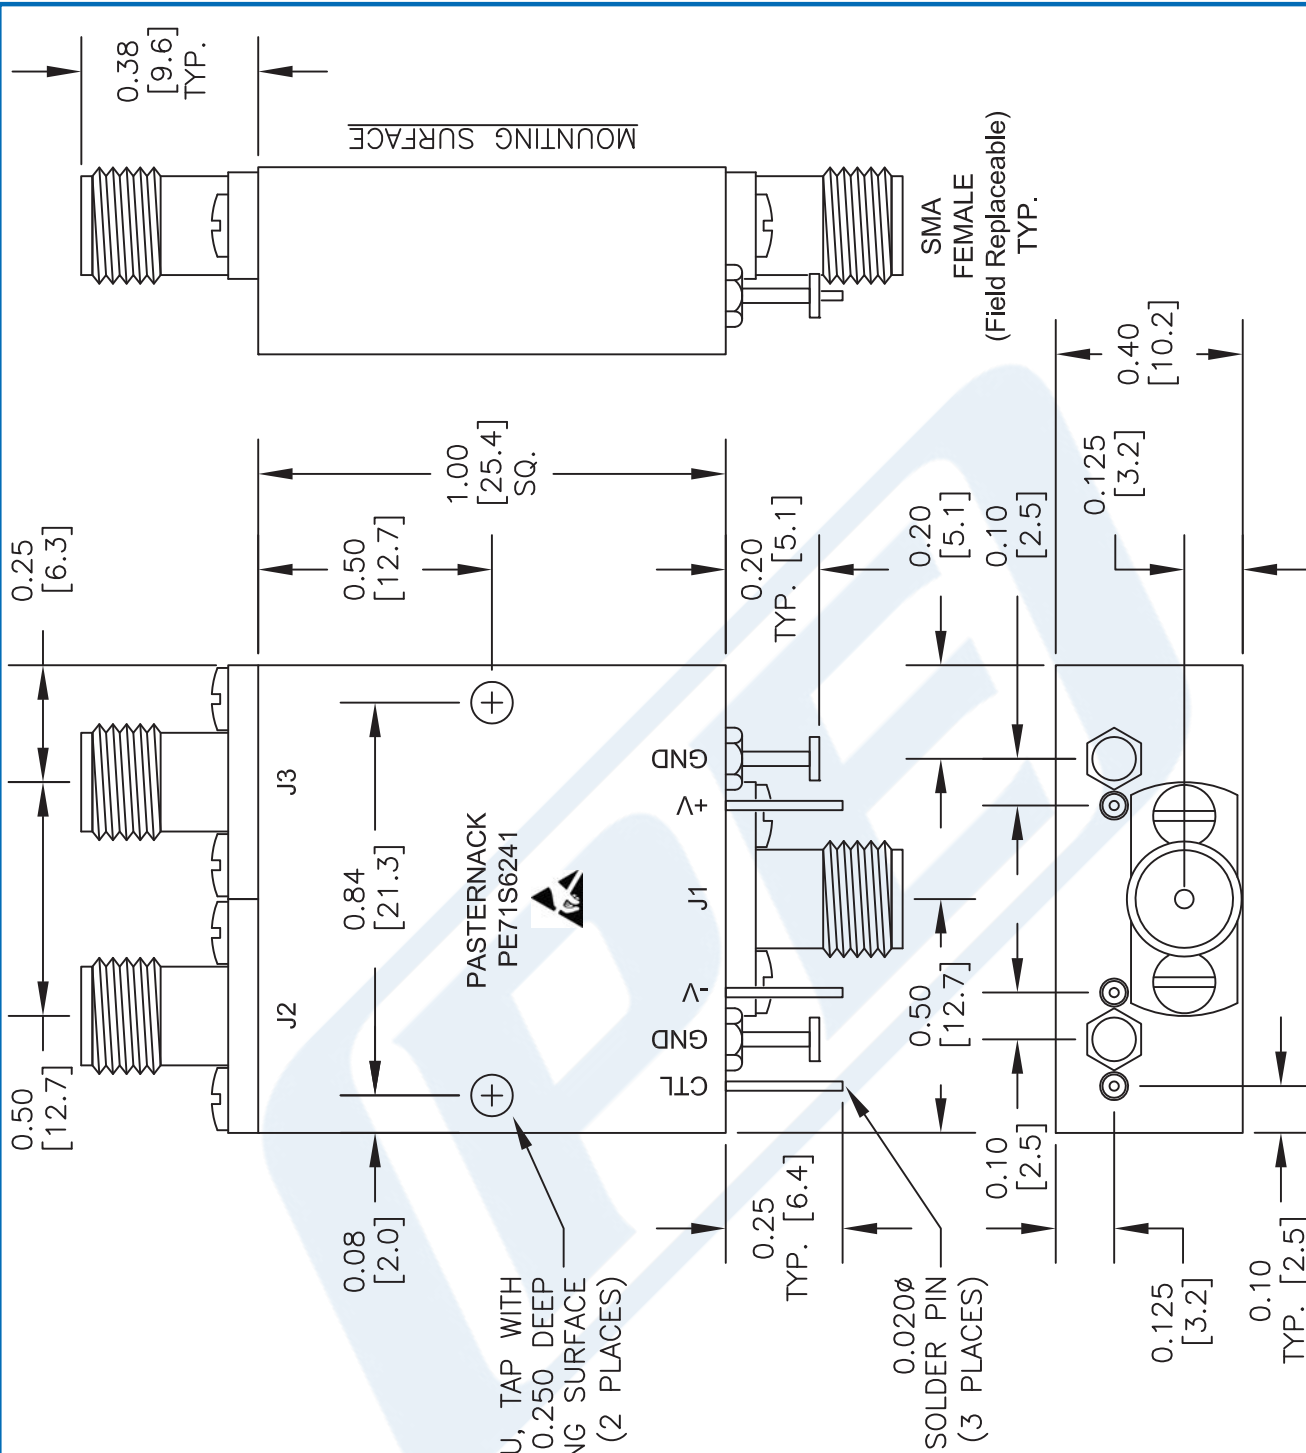 0.38
[9.6]
TYP.
MOUNTING SURFACE
SMA
FEMALE
(Field Replaceable)
TYP.
0.25
[6.3]
0.50
[12.7]
1.00
[25.4]
SQ.
0.50
[12.7]
0.20
TYP. [5.1]
0.20
[5.1]
0.10
[2.5]
0.125
[3.2]
0.40
[10.2]
J3
J2
0.84
[21.3]
PASTERNACK
PE71S6241
GND
+V
J1
-V
GND
CTL
0.50
[12.7]
0.10
[2.5]
0.08
[2.0]
U, TAP WITH
0.250 DEEP
NG SURFACE
(2 PLACES)
0.25
TYP. [6.4]
0.020ø
SOLDER PIN
(3 PLACES)
0.125
[3.2]
0.10
TYP. [2.5]
PE